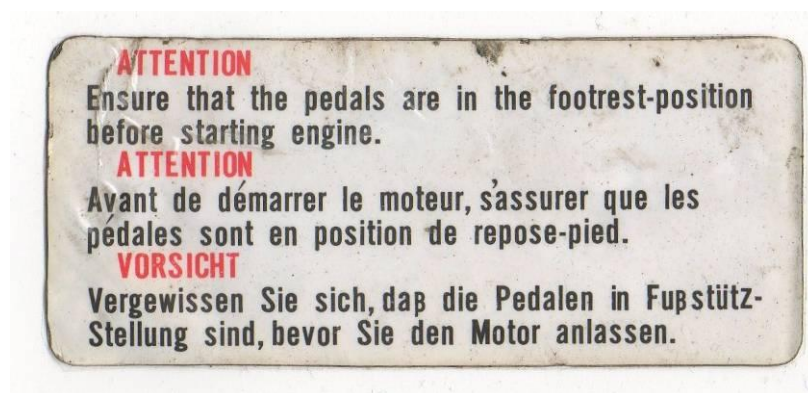 ATTENTION
Ensure that the pedals are in the footrest-position
before starting engine.
ATTENTION
Avant de démarrer le moteur, s'assurer que les
pédales sont en position de repose-pied.
VORSICHT
Vergewissen Sie sich, daß die Pedalen in Fußstütz-
Stellung sind, bevor Sie den Motor anlassen.